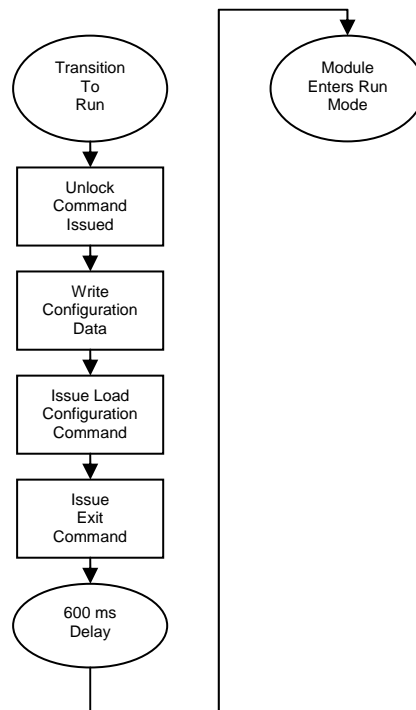 Transition
To
Run
Unlock
Command
Issued
Write
Configuration
Data
Issue Load
Configuration
Command
Issue
Exit
Command
600 ms
Delay
Module
Enters Run
Mode